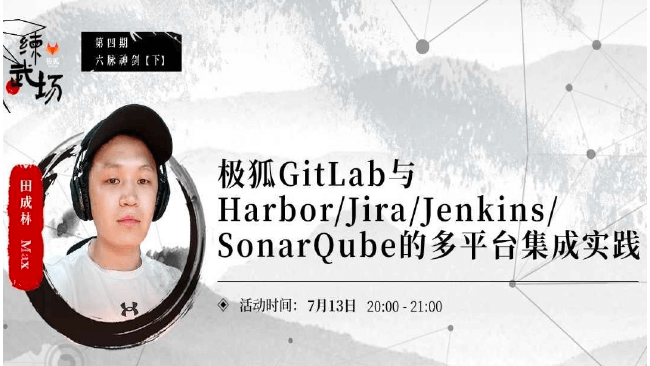 练武场
极狐
第四期
六脉神剑【下】
田成林 Max
极狐GitLab与
Harbor/Jira/Jenkins/
SonarQube的多平台集成实践
活动时间： 7月13日 20:00 - 21:00